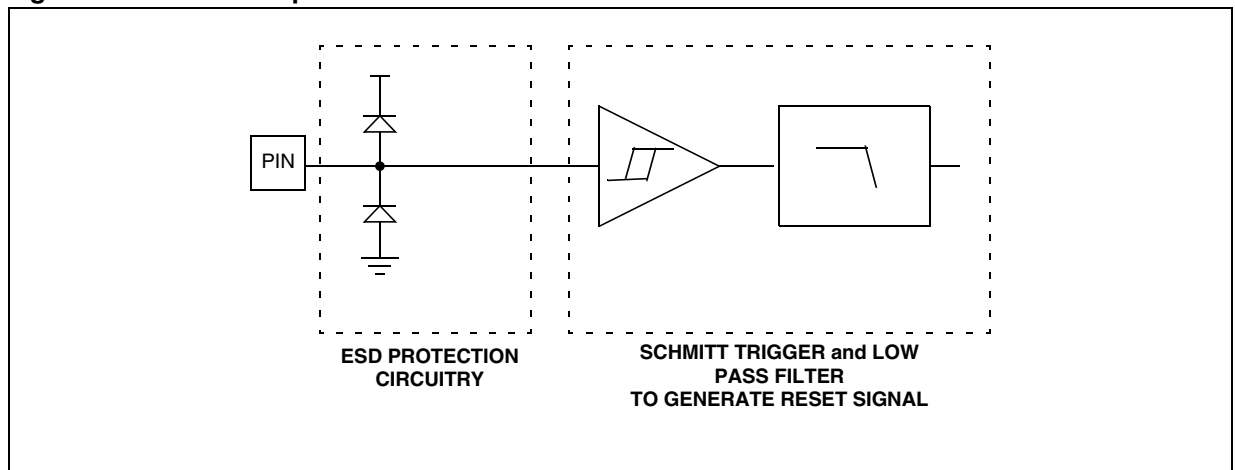 PIN
ESD PROTECTION
CIRCUITRY
SCHMITT TRIGGER and LOW
PASS FILTER
TO GENERATE RESET SIGNAL